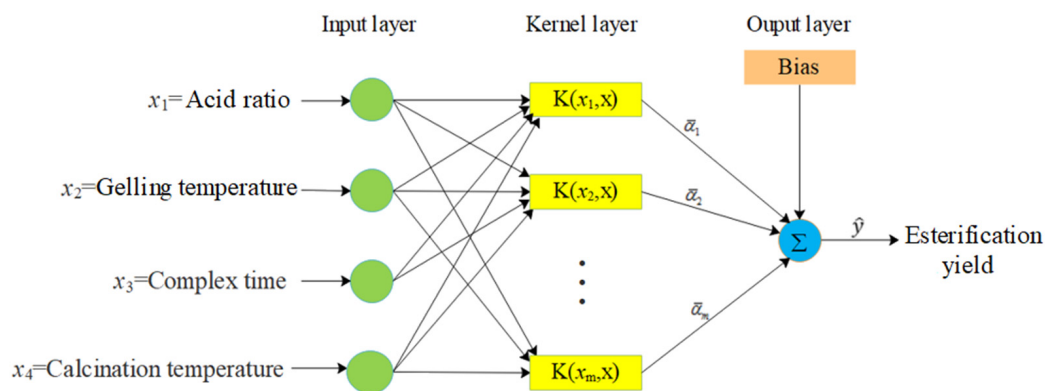 Input layer
Kernel layer
Ouput layer
Bias
x₁=Acid ratio
K(x₁,x)
ᾱ₁
x₂=Gelling temperature
K(x₂,x)
ᾱ₂
Σ
ŷ
Esterification
yield
x₃=Complex time
ᾱₘ
x₄=Calcination temperature
K(xₘ,x)